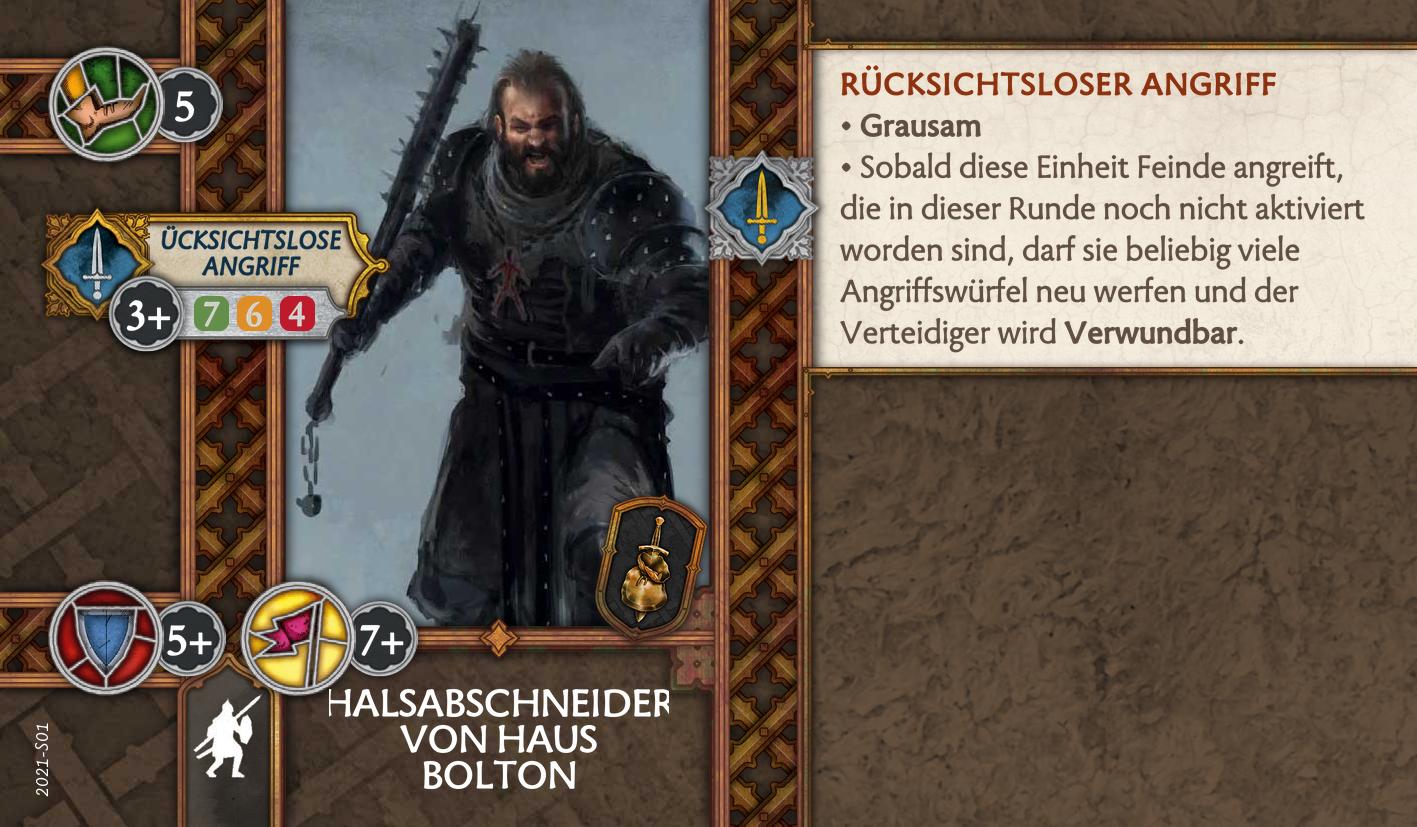 5
ÜCKSICHTSLOSE
ANGRIFF
3+ 7 6 4
5+ 7+
HALSABSCHNEIDER
VON HAUS
BOLTON
2021-S01
RÜCKSICHTSLOSER ANGRIFF
• Grausam
• Sobald diese Einheit Feinde angreift,
die in dieser Runde noch nicht aktiviert
worden sind, darf sie beliebig viele
Angriffswürfel neu werfen und der
Verteidiger wird Verwundbar.